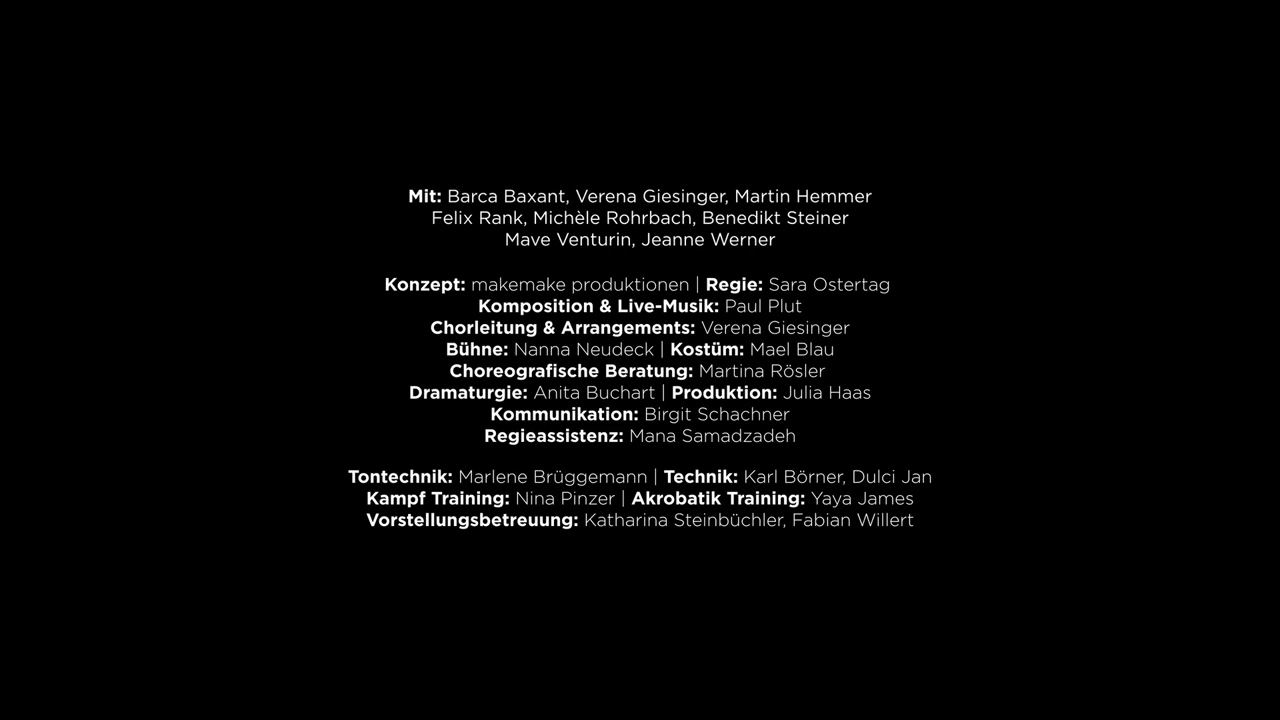 Mit: Barca Baxant, Verena Giesinger, Martin Hemmer
Felix Rank, Michèle Rohrbach, Benedikt Steiner
Mave Venturin, Jeanne Werner
Konzept: makemake produktionen | Regie: Sara Ostertag
Komposition & Live-Musik: Paul Plut
Chorleitung & Arrangements: Verena Giesinger
Bühne: Nanna Neudeck | Kostüm: Mael Blau
Choreografische Beratung: Martina Rösler
Dramaturgie: Anita Buchart | Produktion: Julia Haas
Kommunikation: Birgit Schachner
Regieassistenz: Mana Samadzadeh
Tontechnik: Marlene Brüggemann | Technik: Karl Börner, Dulci Jan
Kampf Training: Nina Pinzer | Akrobatik Training: Yaya James
Vorstellungsbetreuung: Katharina Steinbüchler, Fabian Willert